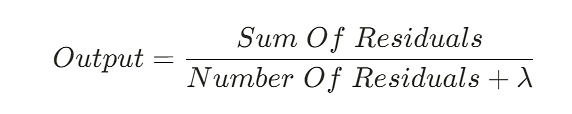 Output = Sum Of Residuals / Number Of Residuals + λ